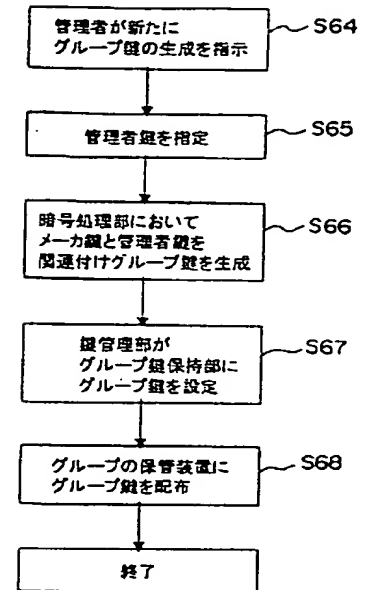 管理者が新たに
グループ鍵の生成を指示
S64
管理者鍵を指定
S65
暗号処理部において
メーカ鍵と管理者鍵を
関連付けグループ鍵を生成
S66
鍵管理部が
グループ鍵保持部に
グループ鍵を設定
S67
グループの保管装置に
グループ鍵を配布
S68
終了